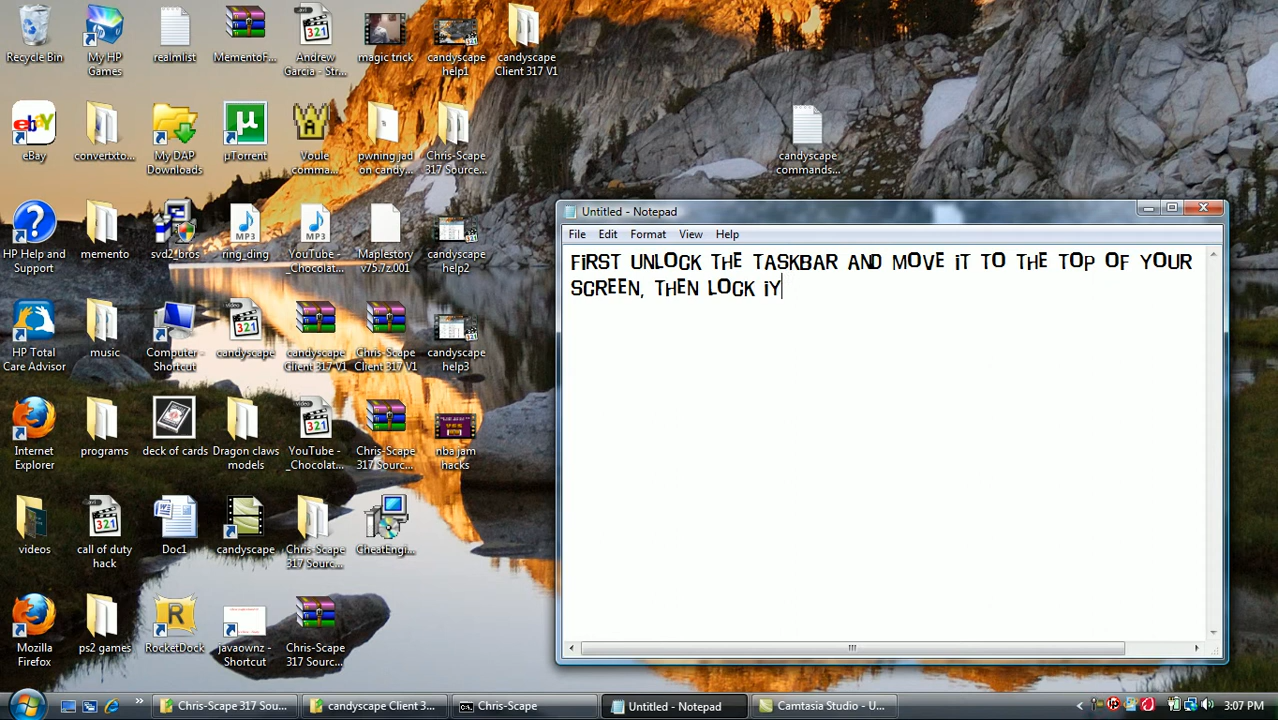 Recycle Bin
My HP Games
realmlist
MementoF...
Andrew Garcia - Str...
magic trick
candyscape help1
candyscape Client 317 V1
eBay
convertxto...
My DAP Downloads
µTorrent
Voule comma...
pwning jad on candy...
Chris-Scape 317 Source...
candyscape commands...
HP Help and Support
memento
svd2_bros
ring_ding
YouTube - _Chocolat...
Maplestory v75.7z.001
candyscape help2
HP Total Care Advisor
music
Computer - Shortcut
candyscape
candyscape Client 317 V1
Chris-Scape Client 317 V1
candyscape help3
Internet Explorer
programs
deck of cards
Dragon claws models
YouTube - _Chocolat...
Chris-Scape 317 Sourc...
nba jam hacks
videos
call of duty hack
Doc1
candyscape
Chris-Scape 317 Sourc...
CheatEngi...
Mozilla Firefox
ps2 games
RocketDock
javaownz - Shortcut
Chris-Scape 317 Sourc...
Untitled - Notepad
File Edit Format View Help
FiRST UNLOCK THE TASKBAR AND MOVE iT TO THE TOP OF YOUR
SCREEN, THEN LOCK iY
Chris-Scape 317 Sou...
candyscape Client 3...
Chris-Scape
Untitled - Notepad
Camtasia Studio - U...
3:07 PM